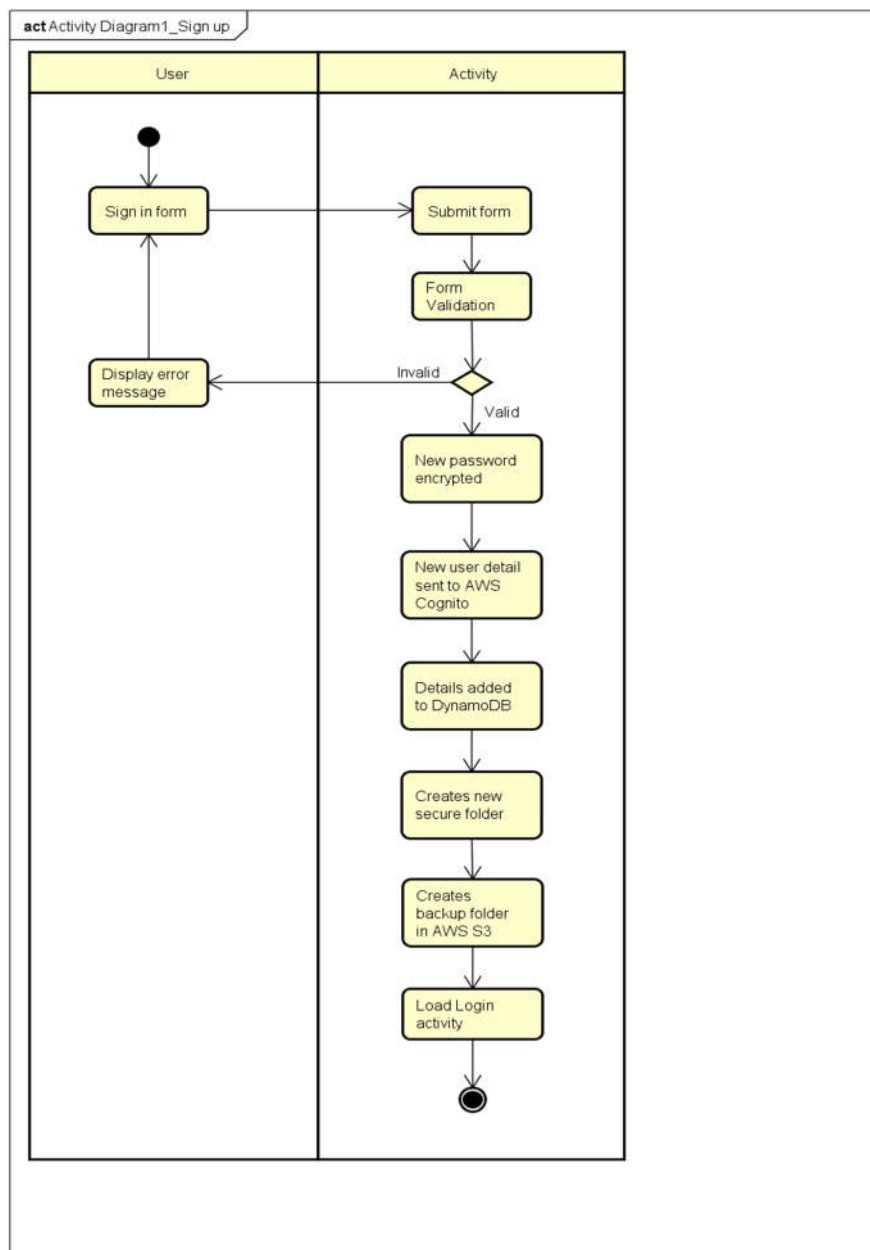 act Activity Diagram1_Sign up
User
Activity
Sign in form
Submit form
Form
Validation
Invalid
Display error
message
Valid
New password
encrypted
New user detail
sent to AWS
Cognito
Details added
to DynamoDB
Creates new
secure folder
Creates
backup folder
in AWS S3
Load Login
activity